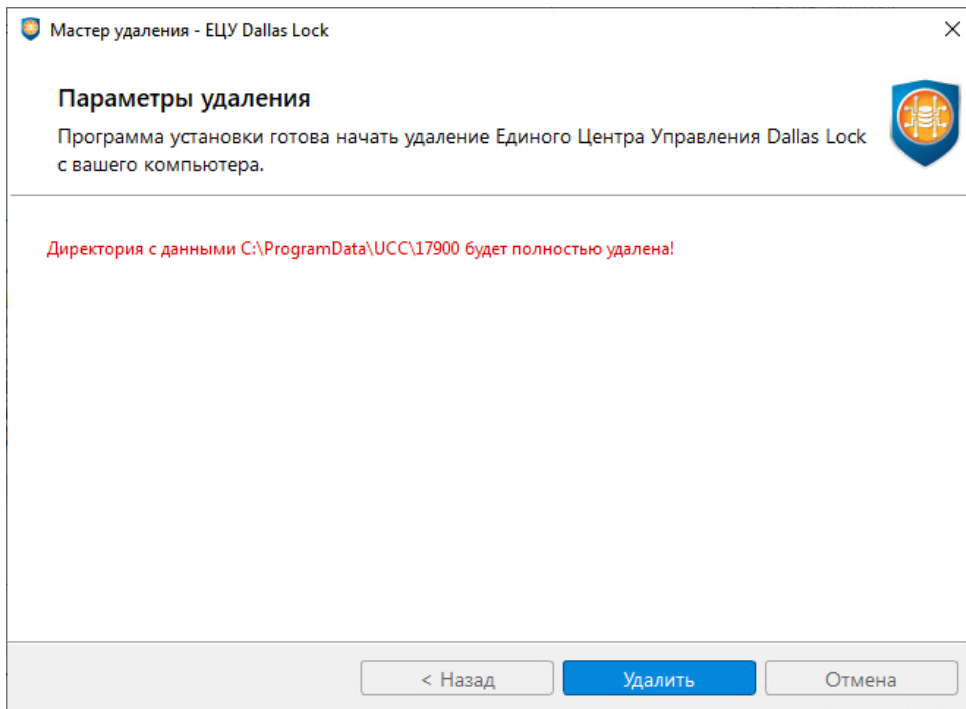 Мастер удаления - ЕЦУ Dallas Lock
Параметры удаления
Программа установки готова начать удаление Единого Центра Управления Dallas Lock
с вашего компьютера.
Директория с данными C:\ProgramData\UCC\17900 будет полностью удалена!
< Назад
Удалить
Отмена